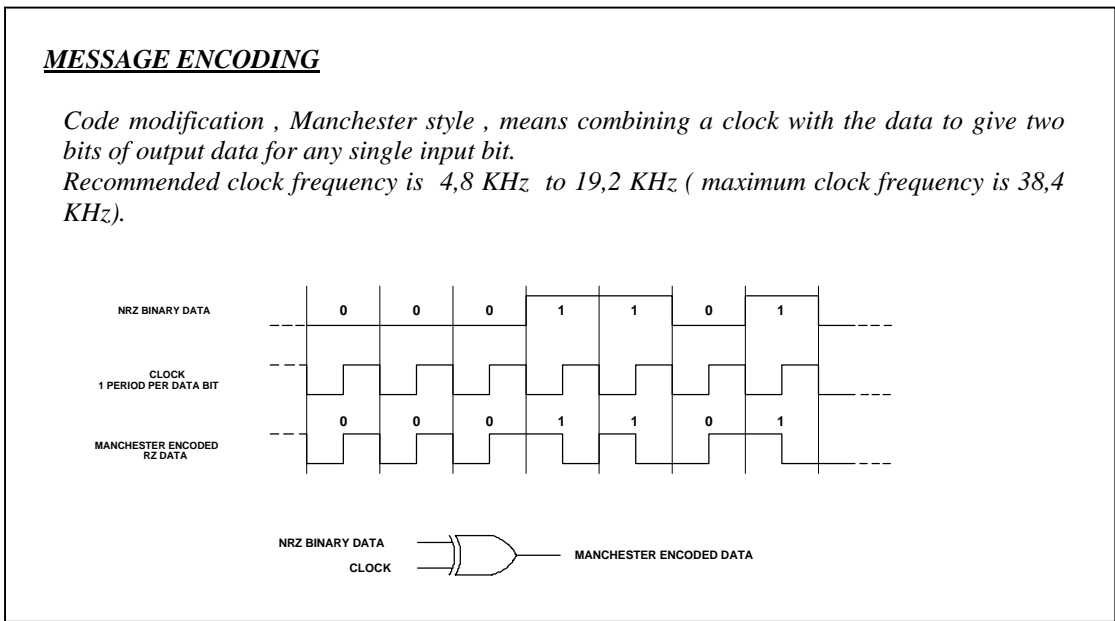 MESSAGE ENCODING
Code modification , Manchester style , means combining a clock with the data to give two
bits of output data for any single input bit.
Recommended clock frequency is 4,8 KHz to 19,2 KHz ( maximum clock frequency is 38,4
KHz).
NRZ BINARY DATA
0 0 0 1 1 0 1
CLOCK
1 PERIOD PER DATA BIT
0 0 0 1 1 0 1
MANCHESTER ENCODED
RZ DATA
NRZ BINARY DATA
CLOCK
MANCHESTER ENCODED DATA